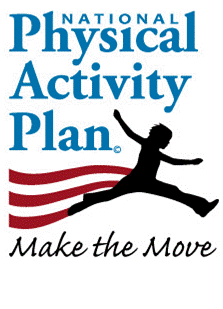 NATIONAL
Physical
Activity
Plan©
Make the Move